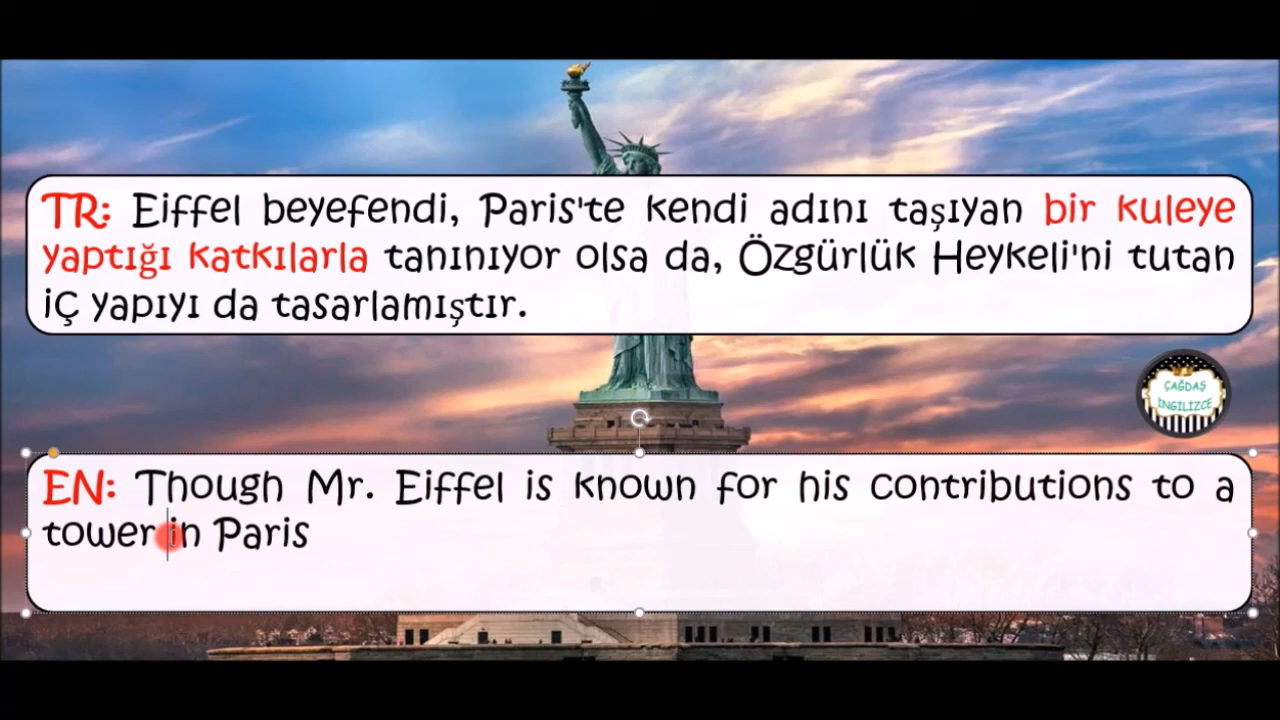 TR: Eiffel beyefendi, Paris'te kendi adını taşıyan bir kuleye
yaptığı katkılarla tanınıyor olsa da, Özgürlük Heykeli'ni tutan
iç yapıyı da tasarlamıştır.
ÇAĞDAŞ
İNGİLİZCE
EN: Though Mr. Eiffel is known for his contributions to a
tower in Paris